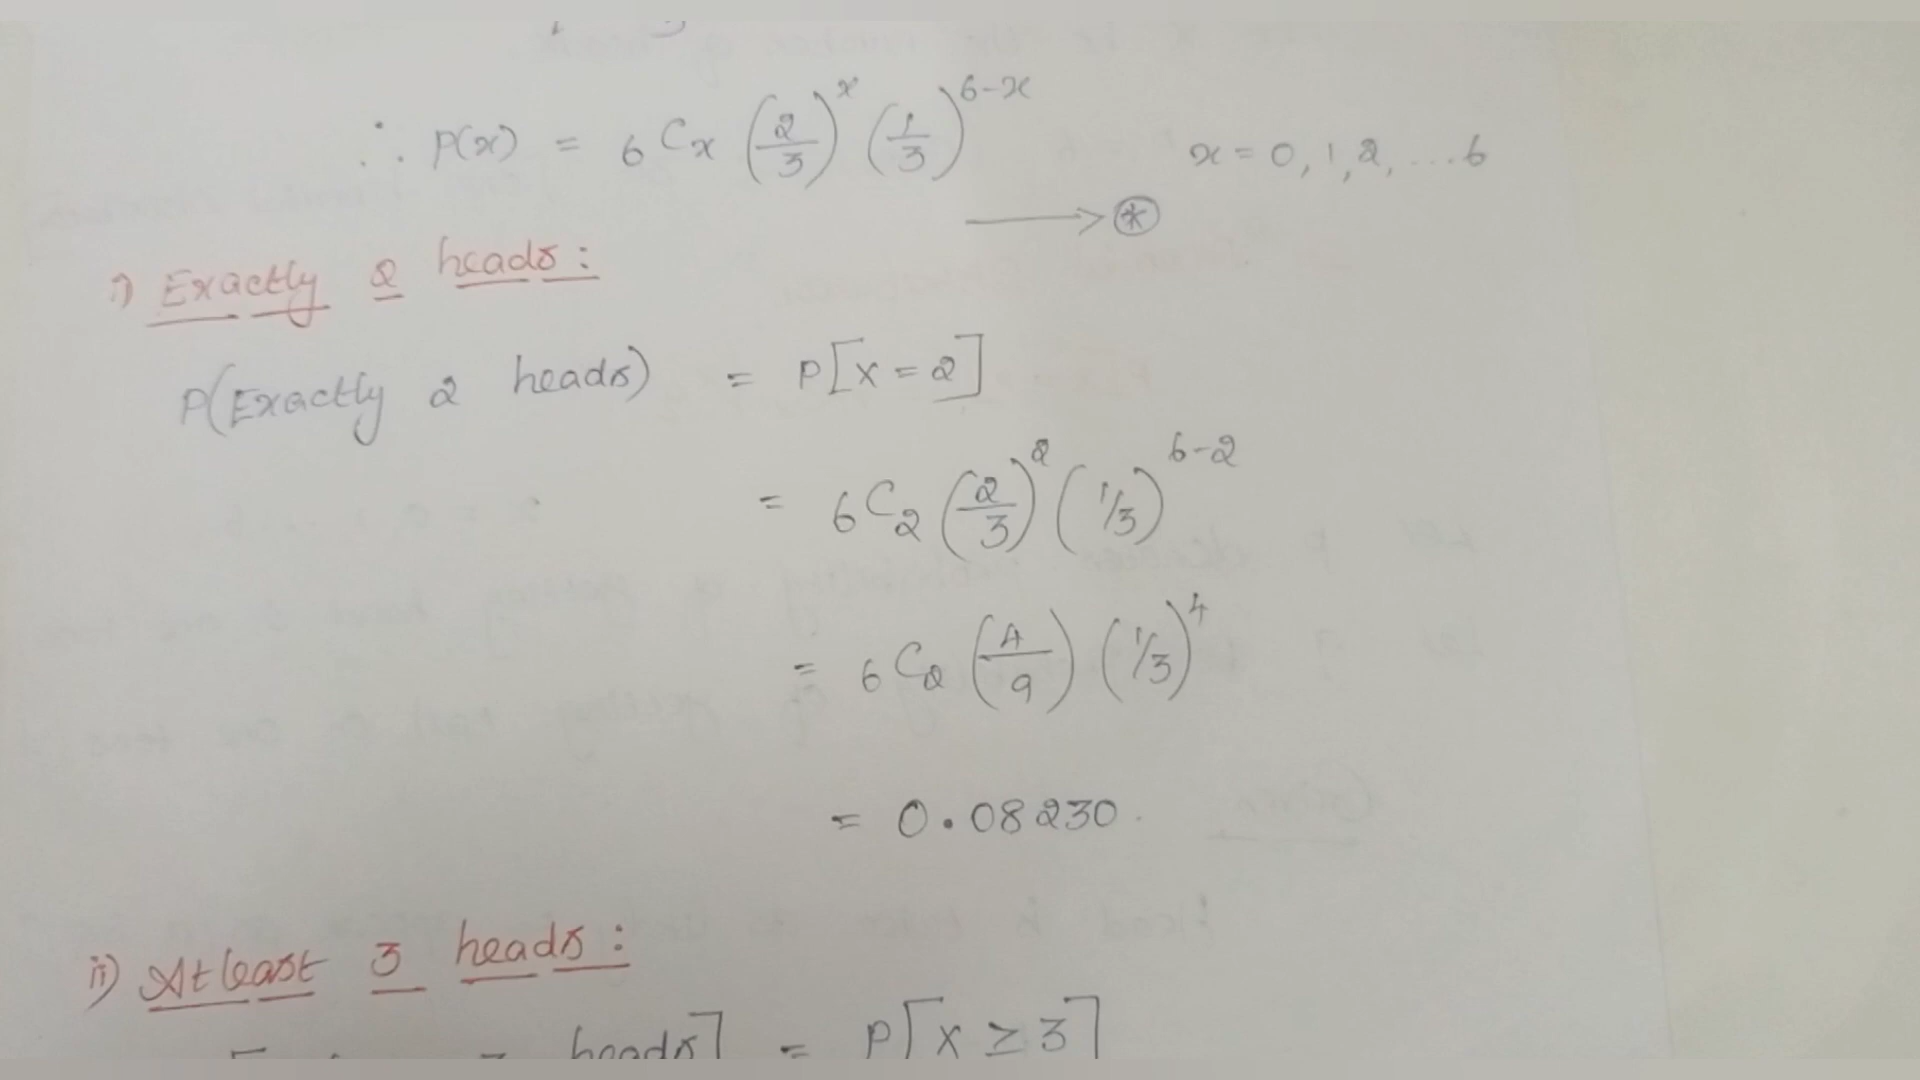 ∴ P(x) = 6Cx (2/3)^x (1/3)^6-x x = 0, 1, 2, ... 6
⟶ ⊛
i) Exactly 2 heads:
P(Exactly 2 heads) = P[X = 2]
= 6C2 (2/3)^2 (1/3)^6-2
= 6C2 (4/9) (1/3)^4
= 0.08230.
ii) Atleast 3 heads:
heads] = P[X ≥ 3]